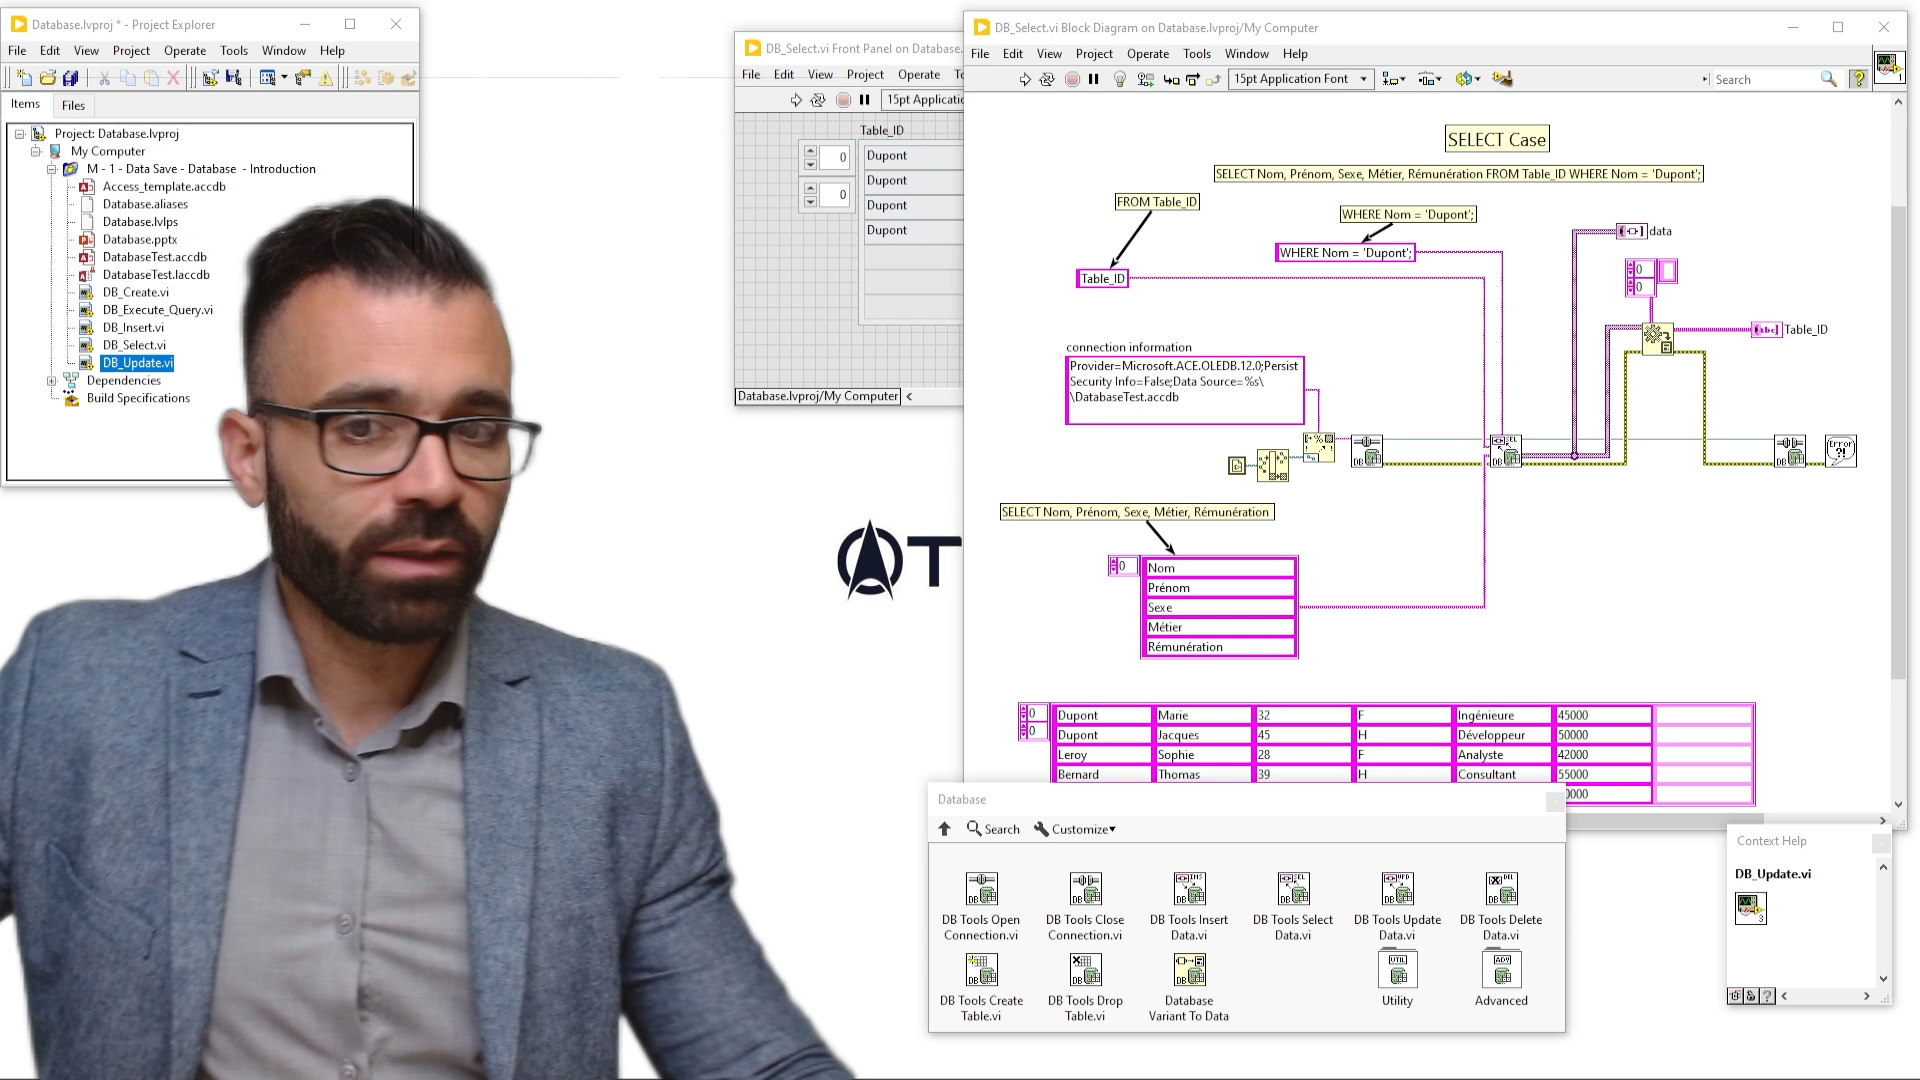 Database.lvproj * - Project Explorer
File Edit View Project Operate Tools Window Help
Items Files
Project: Database.lvproj
My Computer
M - 1 - Data Save - Database - Introduction
Access_template.accdb
Database.aliases
Database.lvlps
Database.pptx
DatabaseTest.accdb
DatabaseTest.laccdb
DB_Create.vi
DB_Execute_Query.vi
DB_Insert.vi
DB_Select.vi
DB_Update.vi
Dependencies
Build Specifications
DB_Select.vi Front Panel on Database.
File Edit View Project Operate
15pt Applicatio
Table_ID
0
0
Dupont
Dupont
Dupont
Dupont
Database.lvproj/My Computer
DB_Select.vi Block Diagram on Database.lvproj/My Computer
File Edit View Project Operate Tools Window Help
15pt Application Font
Search
1
SELECT Case
SELECT Nom, Prénom, Sexe, Métier, Rémunération FROM Table_ID WHERE Nom = 'Dupont';
FROM Table_ID
WHERE Nom = 'Dupont';
WHERE Nom = 'Dupont';
Table_ID
data
0
0
abc
Table_ID
connection information
Provider=Microsoft.ACE.OLEDB.12.0;Persist
Security Info=False;Data Source=%s\
\DatabaseTest.accdb
DB
SEL
DB
DB
Error
?!
SELECT Nom, Prénom, Sexe, Métier, Rémunération
0
Nom
Prénom
Sexe
Métier
Rémunération
0
0
Dupont Marie 32 F Ingénieure 45000
Dupont Jacques 45 H Développeur 50000
Leroy Sophie 28 F Analyste 42000
Bernard Thomas 39 H Consultant 55000
0000
Database
Search Customize
DB Tools Open
Connection.vi
DB Tools Close
Connection.vi
DB Tools Insert
Data.vi
DB Tools Select
Data.vi
DB Tools Update
Data.vi
DB Tools Delete
Data.vi
DB Tools Create
Table.vi
DB Tools Drop
Table.vi
Database
Variant To Data
Utility
Advanced
Context Help
DB_Update.vi
3